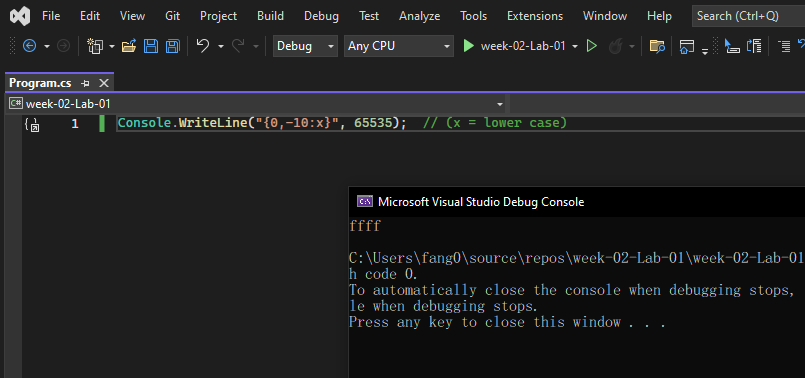 File Edit View Git Project Build Debug Test Analyze Tools Extensions Window Help Search (Ctrl+Q)
Debug Any CPU week-02-Lab-01
Program.cs
C# week-02-Lab-01
1 Console.WriteLine("{0,-10:x}", 65535);  // (x = lower case)
C:\ Microsoft Visual Studio Debug Console
ffff
C:\Users\fang0\source\repos\week-02-Lab-01\week-02-Lab-01
h code 0.
To automatically close the console when debugging stops,
le when debugging stops.
Press any key to close this window . . .